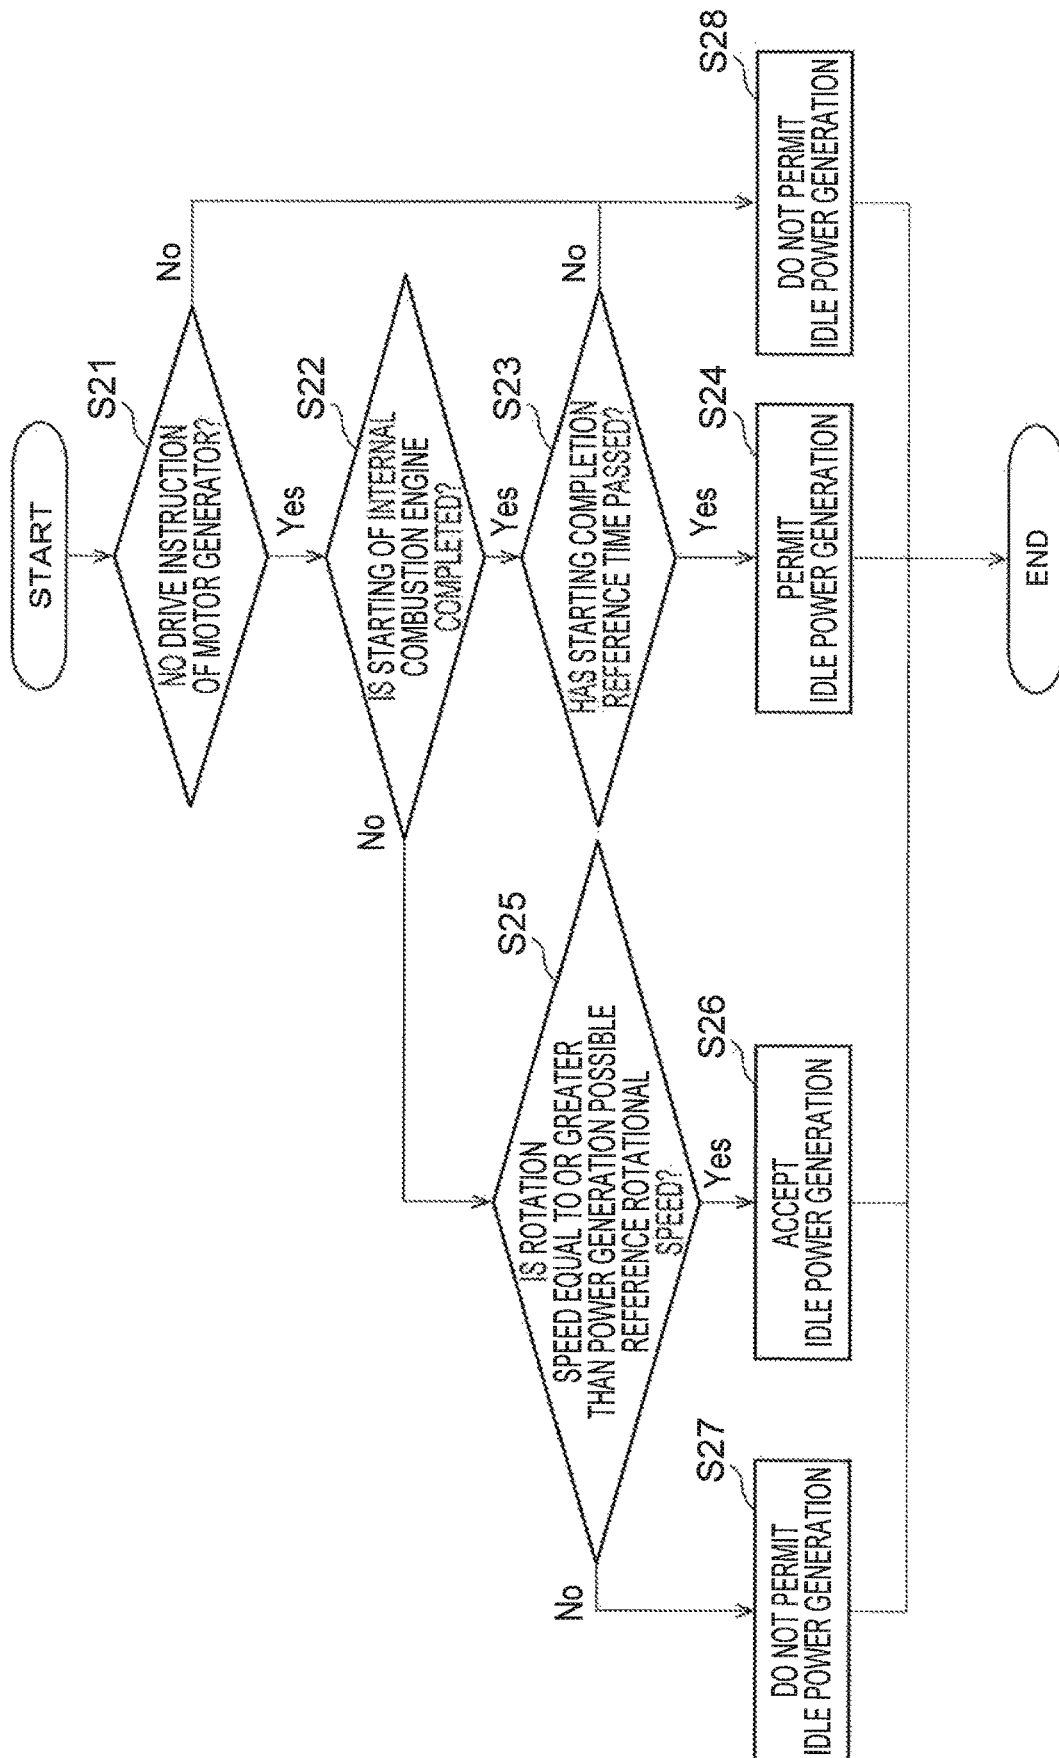 START
S21
NO DRIVE INSTRUCTION
OF MOTOR GENERATOR?
No
Yes
S22
IS STARTING OF INTERNAL
COMBUSTION ENGINE
COMPLETED?
No
Yes
S23
HAS STARTING COMPLETION
REFERENCE TIME PASSED?
No
Yes
S25
IS ROTATION
SPEED EQUAL TO OR GREATER
THAN POWER GENERATION POSSIBLE
REFERENCE ROTATIONAL
SPEED?
No
Yes
S27
DO NOT PERMIT
IDLE POWER GENERATION
S26
ACCEPT
IDLE POWER GENERATION
S24
PERMIT
IDLE POWER GENERATION
S28
DO NOT PERMIT
IDLE POWER GENERATION
END